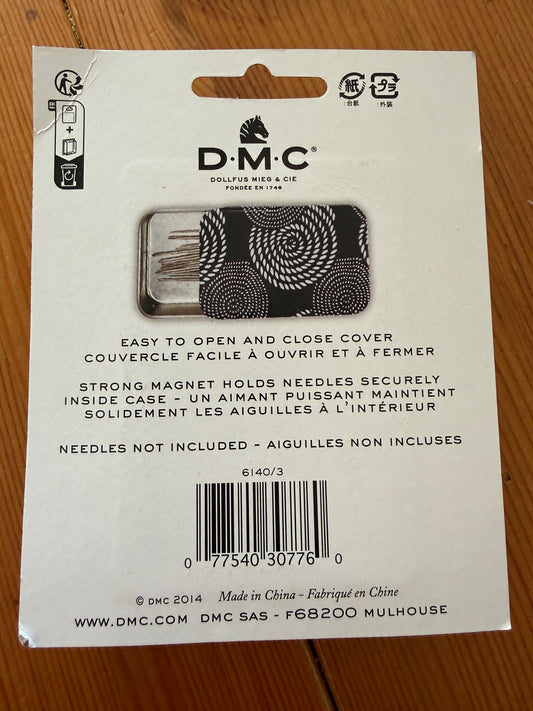 FR
+
紙
:台紙
プラ
:外装
D·M·C®
DOLLFUS MIEG & CIE
FONDÉE EN 1746
EASY TO OPEN AND CLOSE COVER
COUVERCLE FACILE À OUVRIR ET À FERMER
STRONG MAGNET HOLDS NEEDLES SECURELY
INSIDE CASE – UN AIMANT PUISSANT MAINTIENT
SOLIDEMENT LES AIGUILLES À L'INTÉRIEUR
NEEDLES NOT INCLUDED – AIGUILLES NON INCLUSES
6140/3
0 77540 30776 0
© DMC 2014 Made in China - Fabriqué en Chine
WWW.DMC.COM DMC SAS - F68200 MULHOUSE